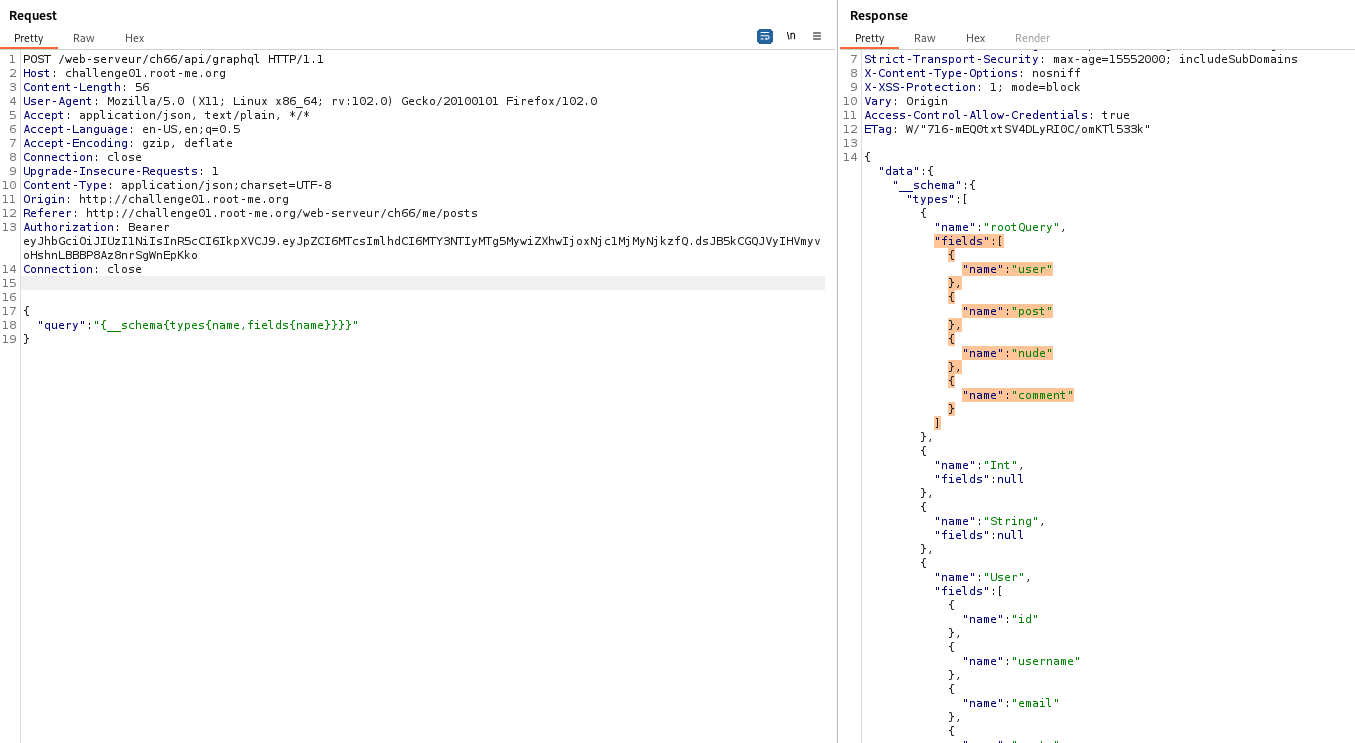 Request
Pretty Raw Hex
\n
1 POST /web-serveur/ch66/api/graphql HTTP/1.1
2 Host: challenge01.root-me.org
3 Content-Length: 56
4 User-Agent: Mozilla/5.0 (X11; Linux x86_64; rv:102.0) Gecko/20100101 Firefox/102.0
5 Accept: application/json, text/plain, */*
6 Accept-Language: en-US,en;q=0.5
7 Accept-Encoding: gzip, deflate
8 Connection: close
9 Upgrade-Insecure-Requests: 1
10 Content-Type: application/json;charset=UTF-8
11 Origin: http://challenge01.root-me.org
12 Referer: http://challenge01.root-me.org/web-serveur/ch66/me/posts
13 Authorization: Bearer
eyJhbGciOiJIUzI1NiIsInR5cCI6IkpXVCJ9.eyJpZCI6MTcsImlhdCI6MTY3NTIyMTg5MywiZXhwIjoxNjc1MjMyNjkzfQ.dsJB5kCGQJVyIHVmyv
oHshnLBBBP8Az8nrSgWnEpKko
14 Connection: close
15
16
17 {
18 "query":"{__schema{types{name,fields{name}}}}"
19 }
Response
Pretty Raw Hex Render
7 Strict-Transport-Security: max-age=15552000; includeSubDomains
8 X-Content-Type-Options: nosniff
9 X-XSS-Protection: 1; mode=block
10 Vary: Origin
11 Access-Control-Allow-Credentials: true
12 ETag: W/"716-mEQ0txtSV4DLyRI0C/omKTl533k"
13
14 {
"data":{
"__schema":{
"types":[
{
"name":"rootQuery",
"fields":[
{
"name":"user"
},
{
"name":"post"
},
{
"name":"nude"
},
{
"name":"comment"
}
]
},
{
"name":"Int",
"fields":null
},
{
"name":"String",
"fields":null
},
{
"name":"User",
"fields":[
{
"name":"id"
},
{
"name":"username"
},
{
"name":"email"
},
{